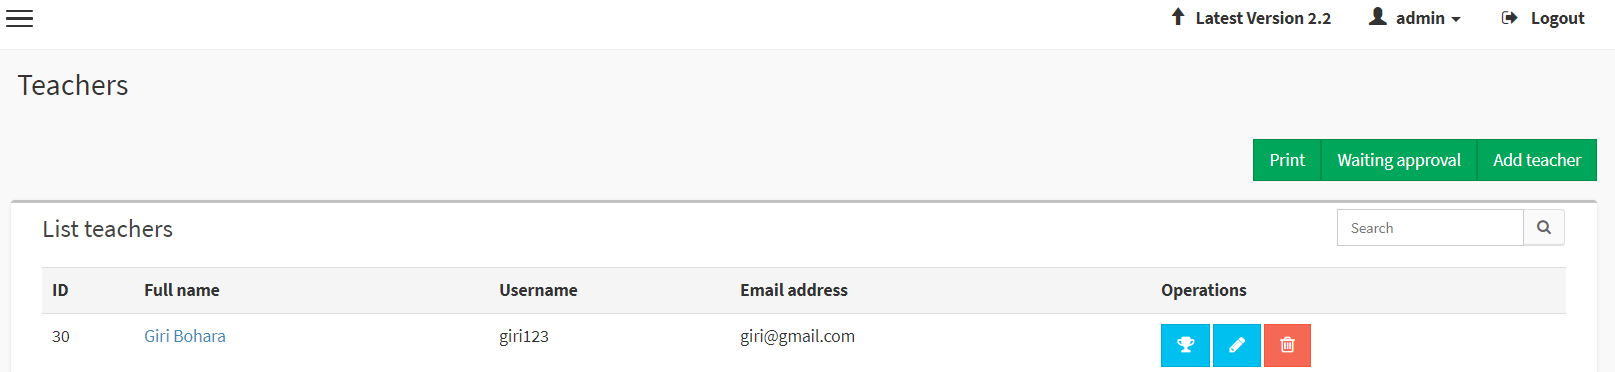 Latest Version 2.2 admin Logout
Teachers
Print Waiting approval Add teacher
List teachers Search
ID Full name Username Email address Operations
30 Giri Bohara giri123 giri@gmail.com